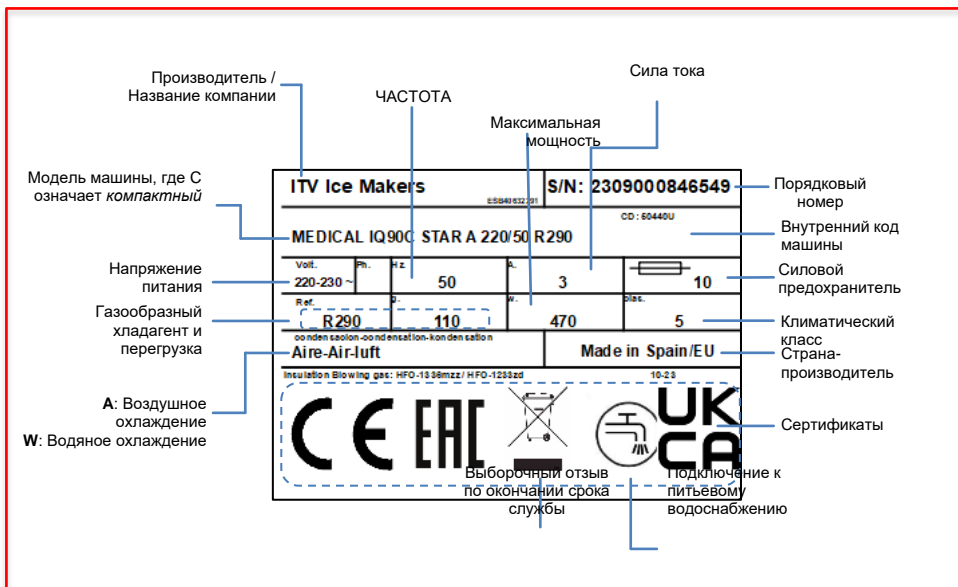 Производитель /
Название компании
ЧАСТОТА
Сила тока
Максимальная
мощность
Модель машины, где C
означает компактный
ITV Ice Makers
S/N: 2309000846549
Порядковый
номер
CD: 50440U
MEDICAL IQ90C STAR A 220/50 R290
Внутренний код
машины
Напряжение
питания
Volt. Ph. Hz. A.
220-230 ~ 50 3 10
Силовой
предохранитель
Газообразный
хладагент и
перегрузка
Ref. g. w. clas.
R290 110 470 5
Климатический
класс
condensacion-condensation-kondensation
Aire-Air-luft
Made in Spain/EU
Страна-
производитель
Insulation Blowing gas: HFO-1336mzz/ HFO-1233zd 10-23
A: Воздушное
охлаждение
W: Водяное охлаждение
CE EAC UK
CA
Сертификаты
Выборочный отзыв
по окончании срока
службы
Подключение к
питьевому
водоснабжению